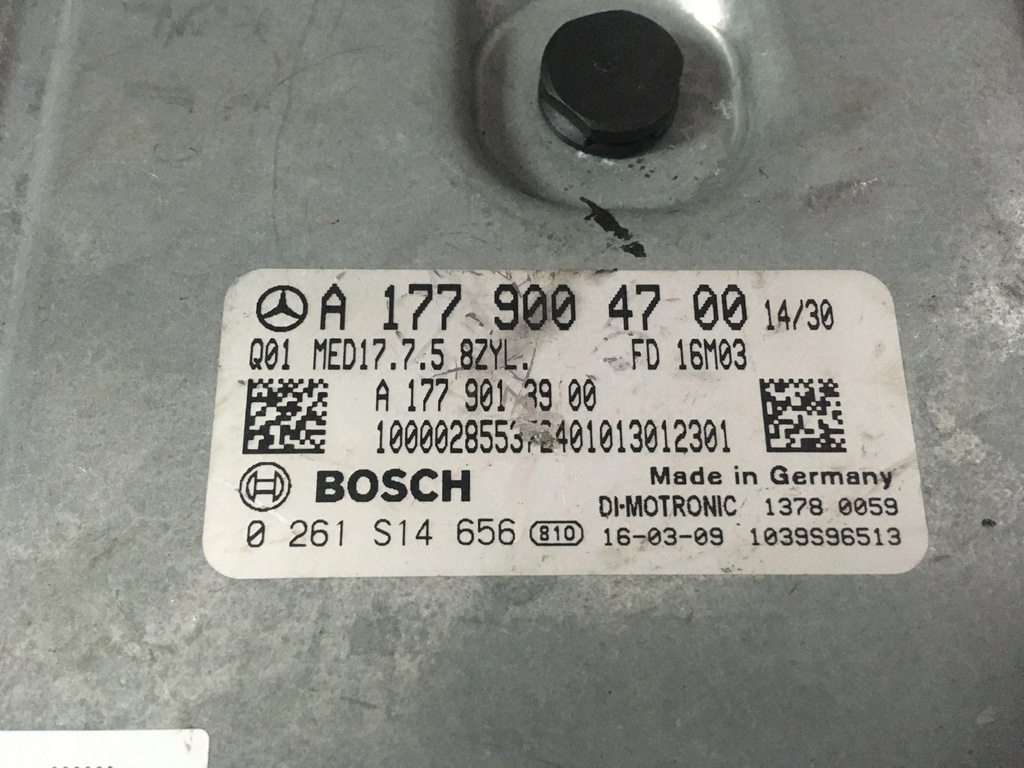 A 177 900 47 00 14/30
Q01 MED17.7.5 8ZYL. FD 16M03
A 177 901 39 00
BOSCH
Made in Germany
DI-MOTRONIC 1378 0059
0 261 S14 656 810 16-03-09 1039S96513